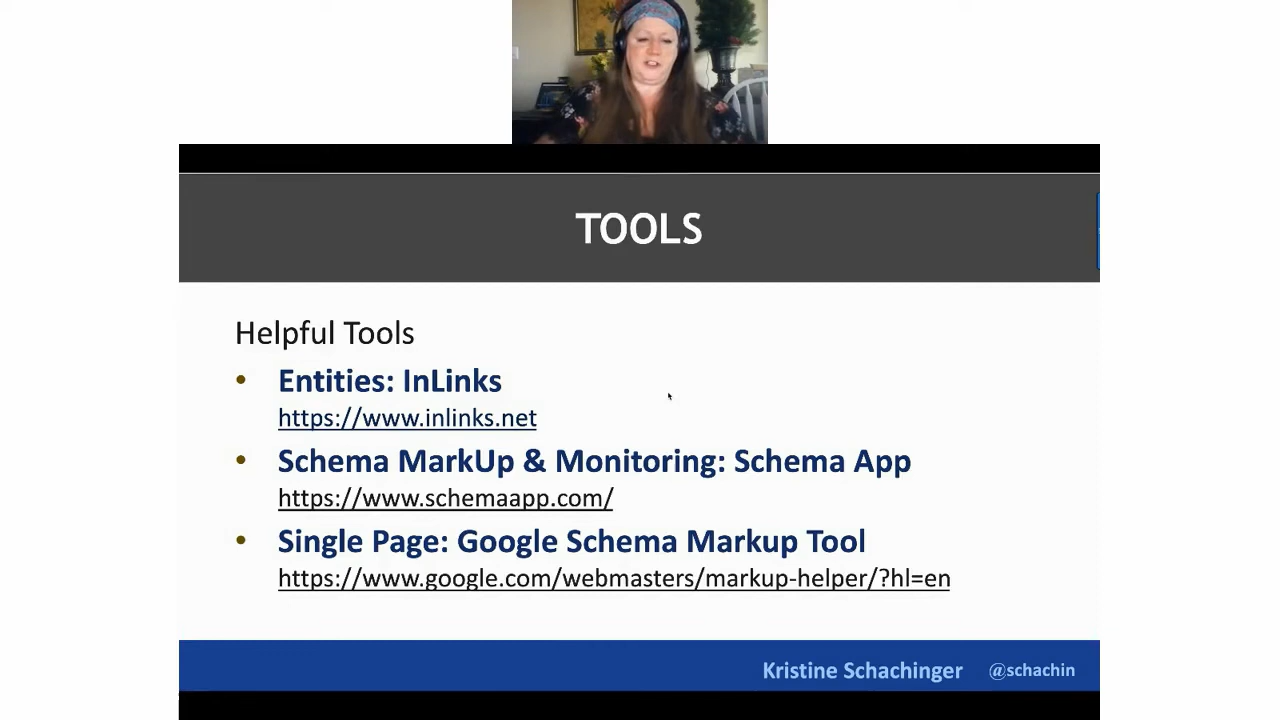 TOOLS
Helpful Tools
• Entities: InLinks
https://www.inlinks.net
• Schema MarkUp & Monitoring: Schema App
https://www.schemaapp.com/
• Single Page: Google Schema Markup Tool
https://www.google.com/webmasters/markup-helper/?hl=en
Kristine Schachinger @schachin